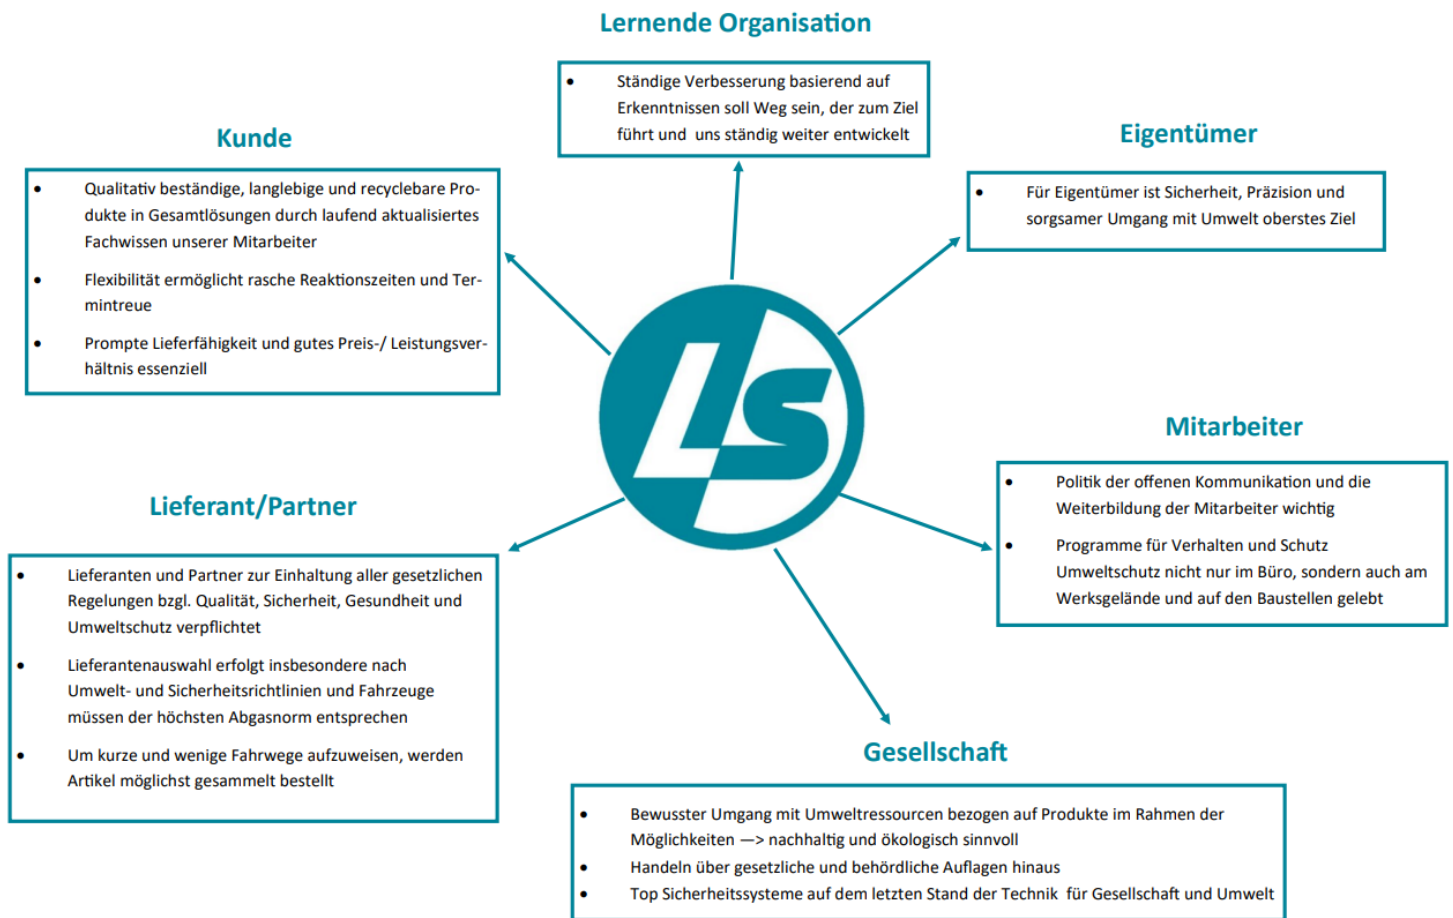 Lernende Organisation
• Ständige Verbesserung basierend auf
Erkenntnissen soll Weg sein, der zum Ziel
führt und uns ständig weiter entwickelt
Kunde
• Qualitativ beständige, langlebige und recyclebare Pro-
dukte in Gesamtlösungen durch laufend aktualisiertes
Fachwissen unserer Mitarbeiter
• Flexibilität ermöglicht rasche Reaktionszeiten und Ter-
mintreue
• Prompte Lieferfähigkeit und gutes Preis-/ Leistungsver-
hältnis essenziell
Eigentümer
• Für Eigentümer ist Sicherheit, Präzision und
sorgsamer Umgang mit Umwelt oberstes Ziel
LS
Mitarbeiter
• Politik der offenen Kommunikation und die
Weiterbildung der Mitarbeiter wichtig
• Programme für Verhalten und Schutz
Umweltschutz nicht nur im Büro, sondern auch am
Werksgelände und auf den Baustellen gelebt
Lieferant/Partner
• Lieferanten und Partner zur Einhaltung aller gesetzlichen
Regelungen bzgl. Qualität, Sicherheit, Gesundheit und
Umweltschutz verpflichtet
• Lieferantenauswahl erfolgt insbesondere nach
Umwelt- und Sicherheitsrichtlinien und Fahrzeuge
müssen der höchsten Abgasnorm entsprechen
• Um kurze und wenige Fahrwege aufzuweisen, werden
Artikel möglichst gesammelt bestellt
Gesellschaft
• Bewusster Umgang mit Umweltressourcen bezogen auf Produkte im Rahmen der
Möglichkeiten —> nachhaltig und ökologisch sinnvoll
• Handeln über gesetzliche und behördliche Auflagen hinaus
• Top Sicherheitssysteme auf dem letzten Stand der Technik für Gesellschaft und Umwelt